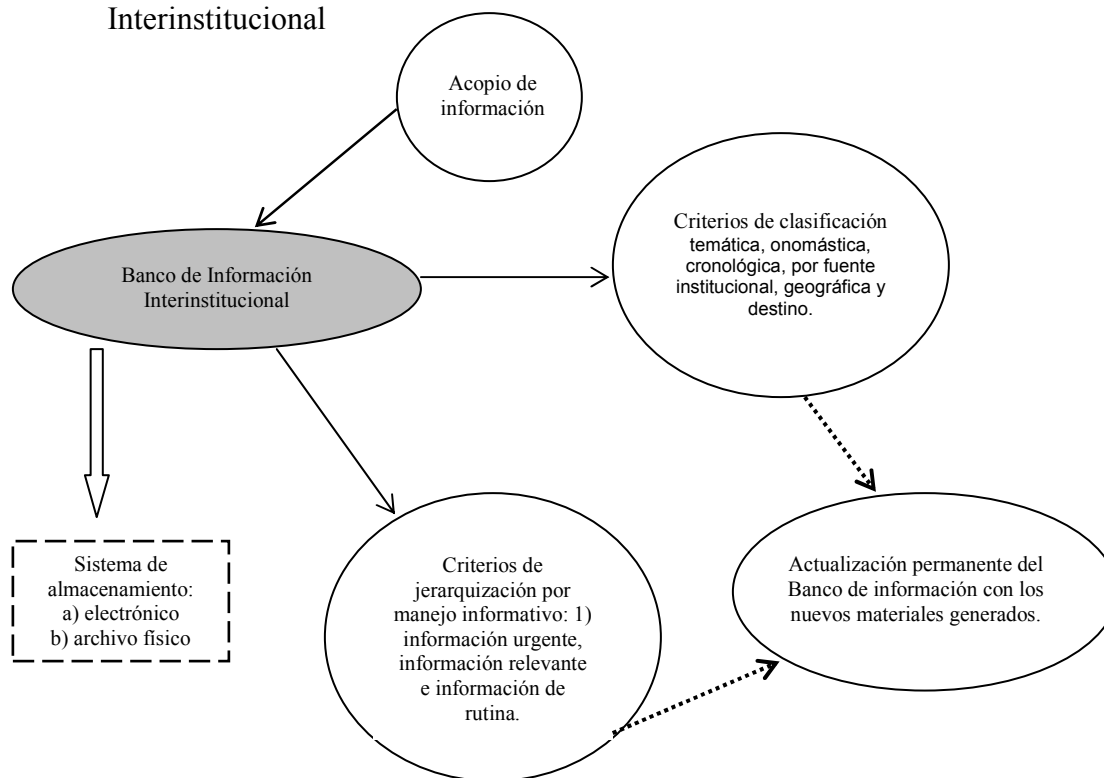 Interinstitucional
Acopio de
información
Criterios de clasificación
temática, onomástica,
cronológica, por fuente
institucional, geográfica y
destino.
Banco de Información
Interinstitucional
Sistema de
almacenamiento:
a) electrónico
b) archivo físico
Criterios de
jerarquización por
manejo informativo: 1)
información urgente,
información relevante
e información de
rutina.
Actualización permanente del
Banco de información con los
nuevos materiales generados.